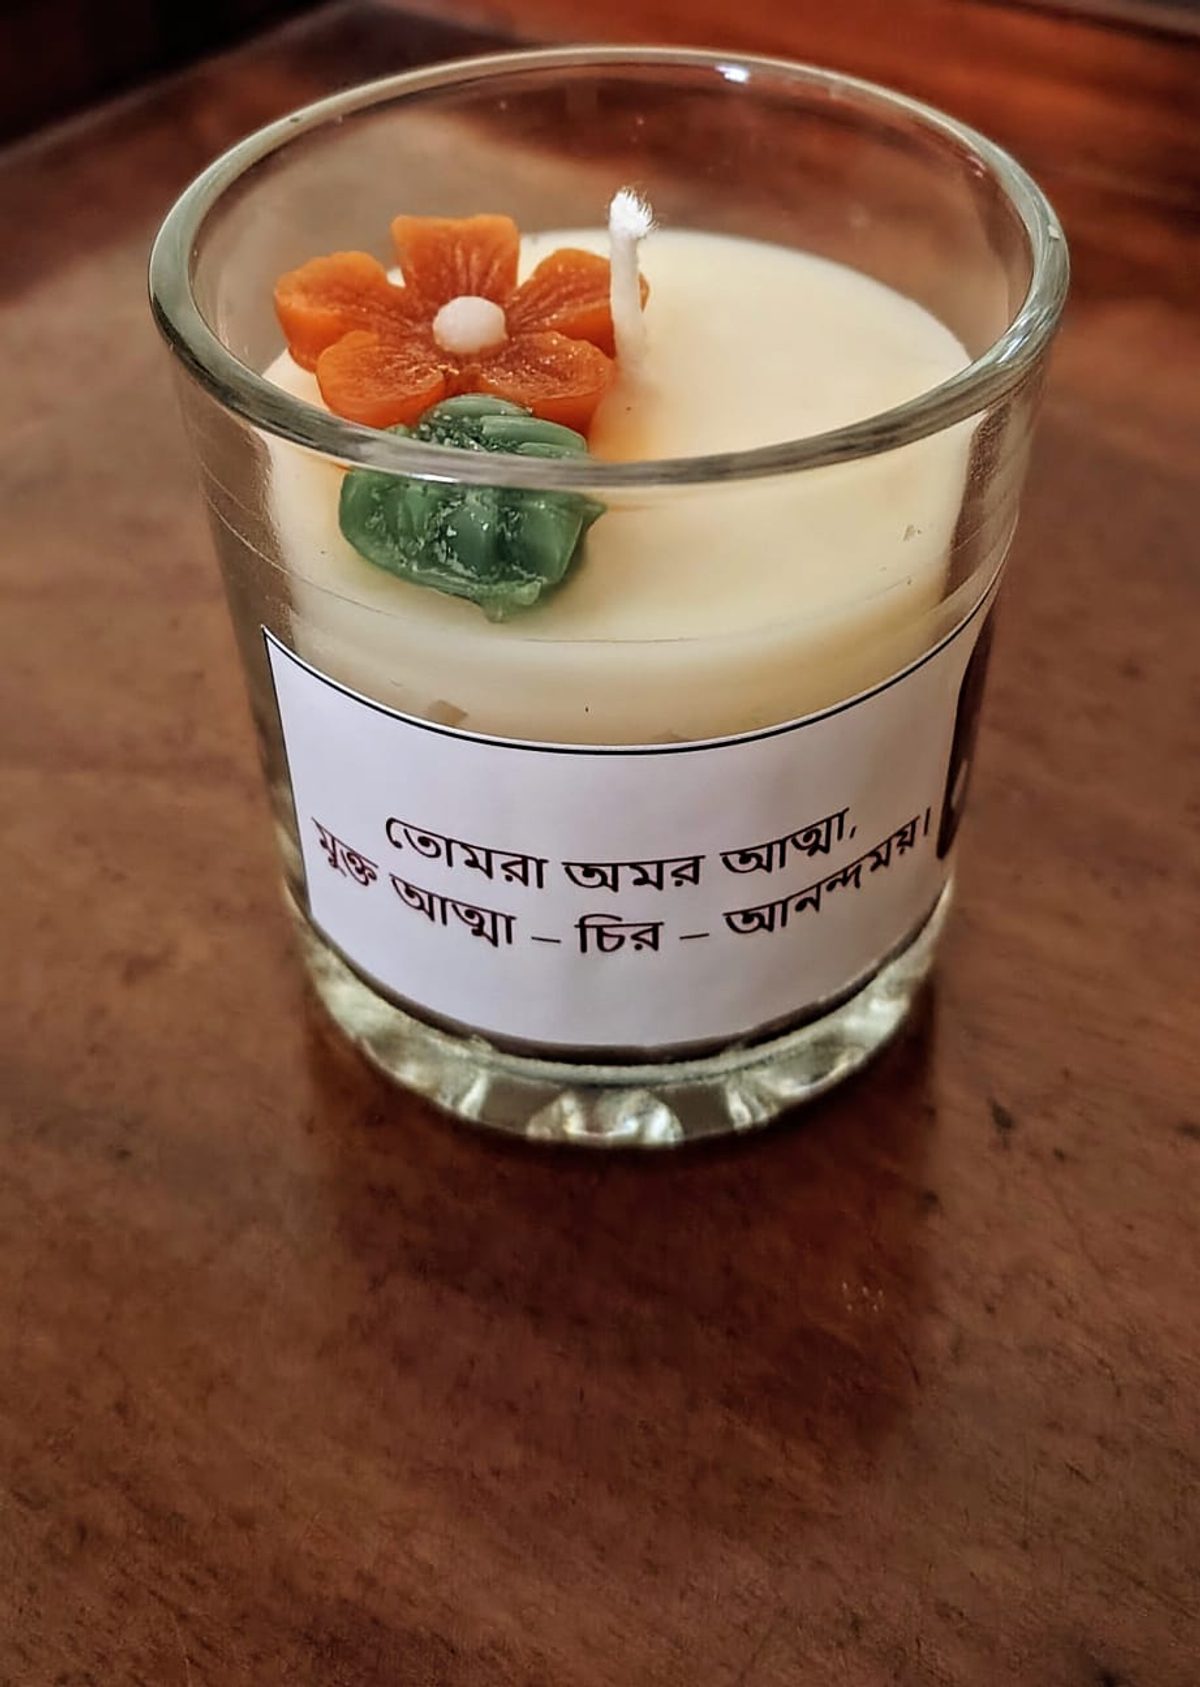 তোমরা অমর আত্মা,
মুক্ত আত্মা – চির – আনন্দময়।